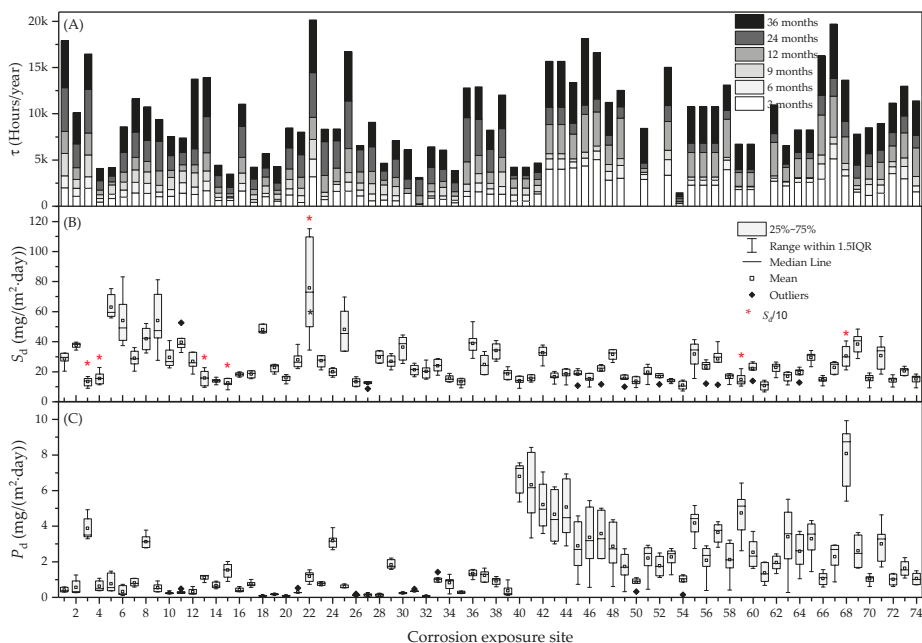 (A)
τ (Hours/year)
20k
15k
10k
5k
0
36 months
24 months
12 months
9 months
6 months
3 months
(B)
S_d (mg/(m²·day))
120
100
80
60
40
20
0
25%~75%
Range within 1.5IQR
Median Line
Mean
Outliers
* S_d/10
* * * * * * * *
*
(C)
P_d (mg/(m²·day))
10
8
6
4
2
0
2 4 6 8 10 12 14 16 18 20 22 24 26 28 30 32 34 36 38 40 42 44 46 48 50 52 54 56 58 60 62 64 66 68 70 72 74
Corrosion exposure site